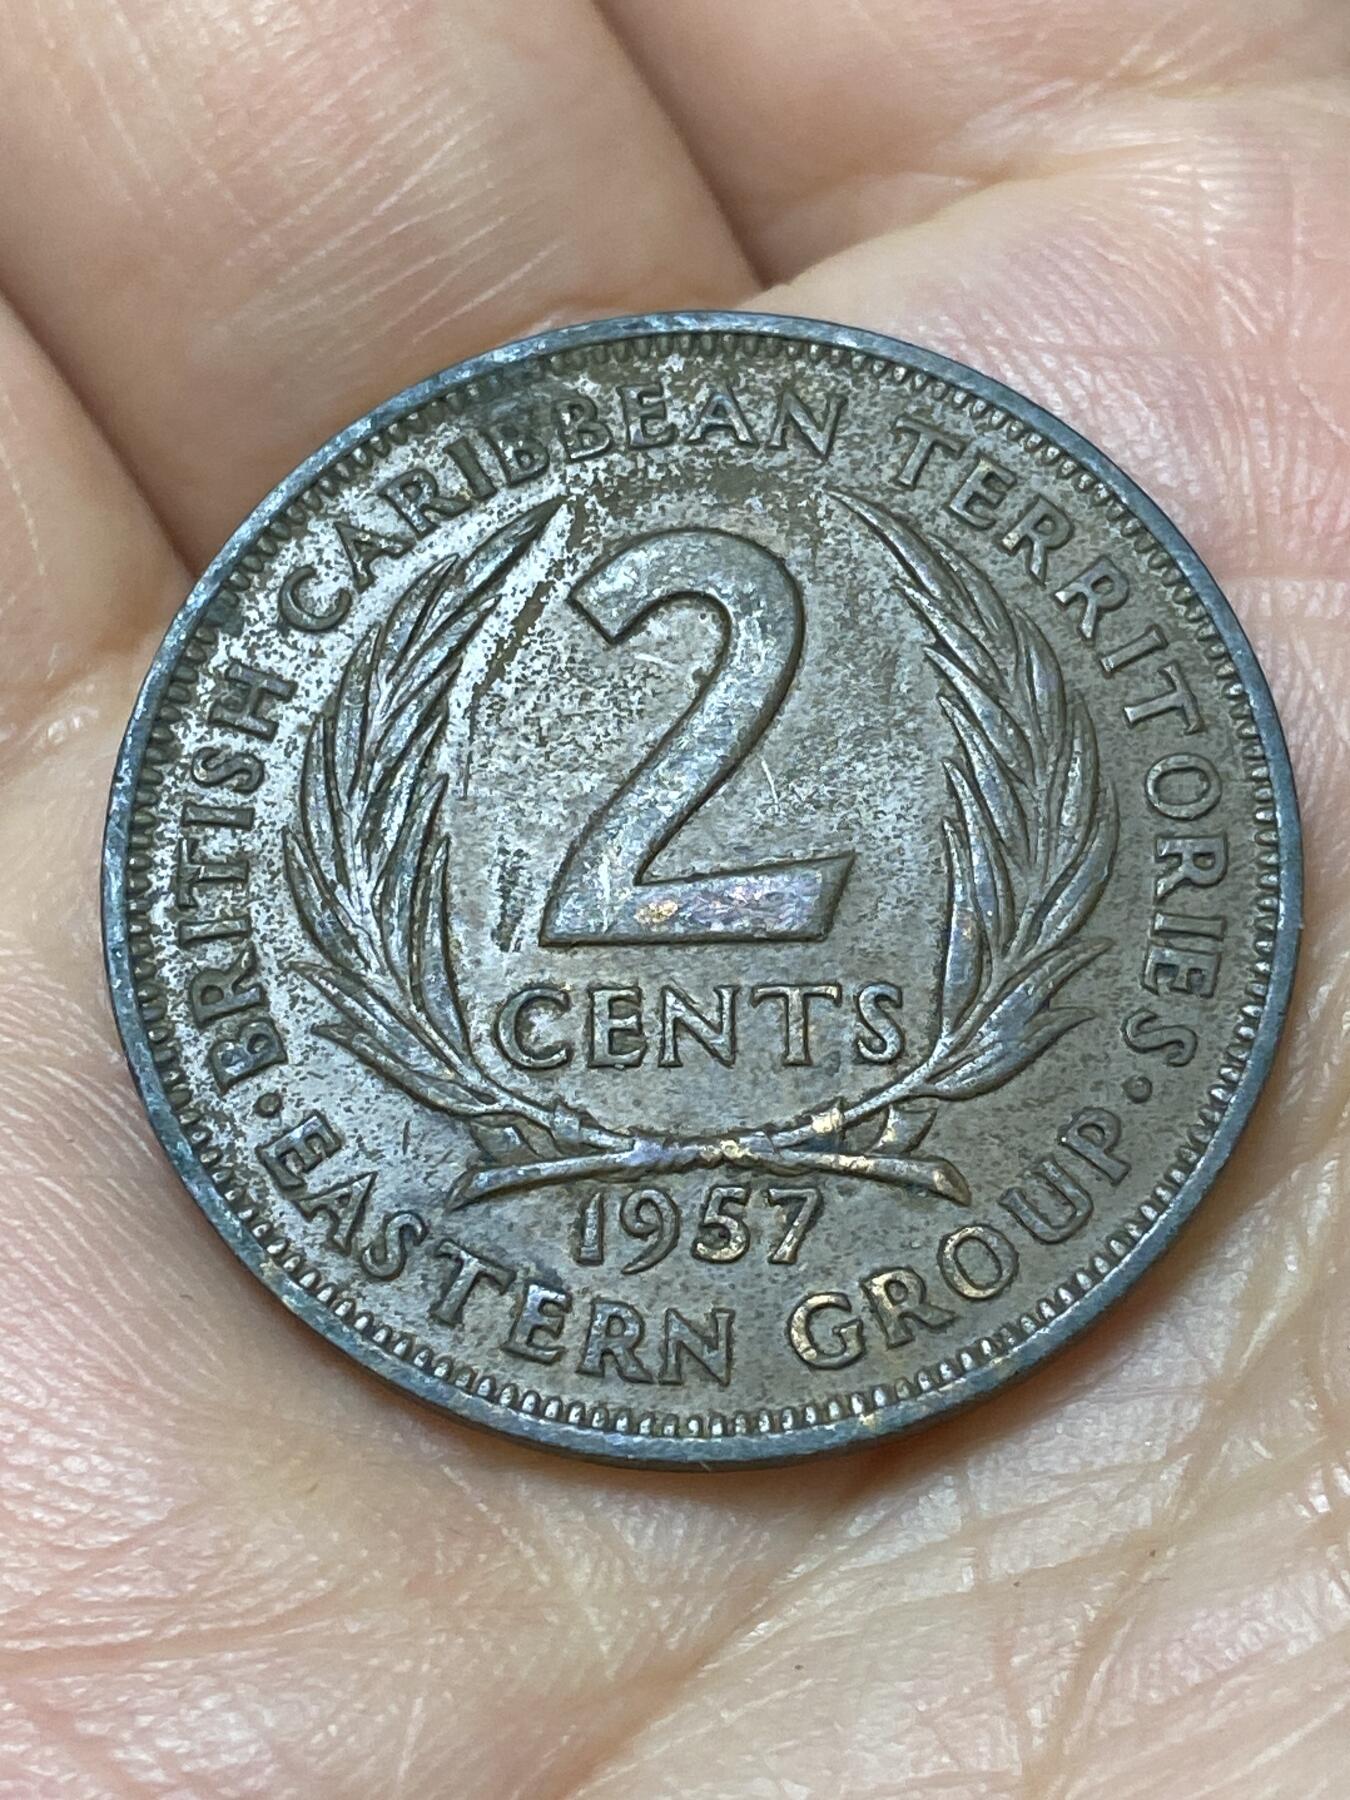 BRITISH CARIBBEAN TERRITORIES
2
CENTS
1957
· EASTERN GROUP ·